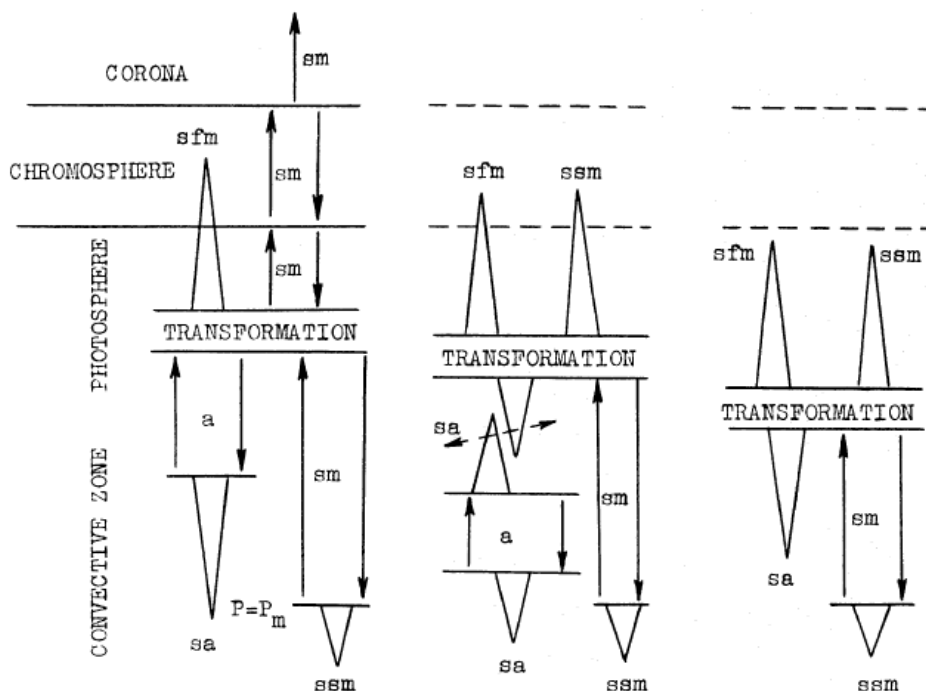 sm
CORONA
sfm
CHROMOSPHERE
sm
sfm
ssm
PHOTOSPHERE
sm
sfm
ssm
TRANSFORMATION
TRANSFORMATION
TRANSFORMATION
a
sa
CONVECTIVE ZONE
sm
sm
sm
a
sa
P=Pm
sa
sa
ssm
ssm
ssm